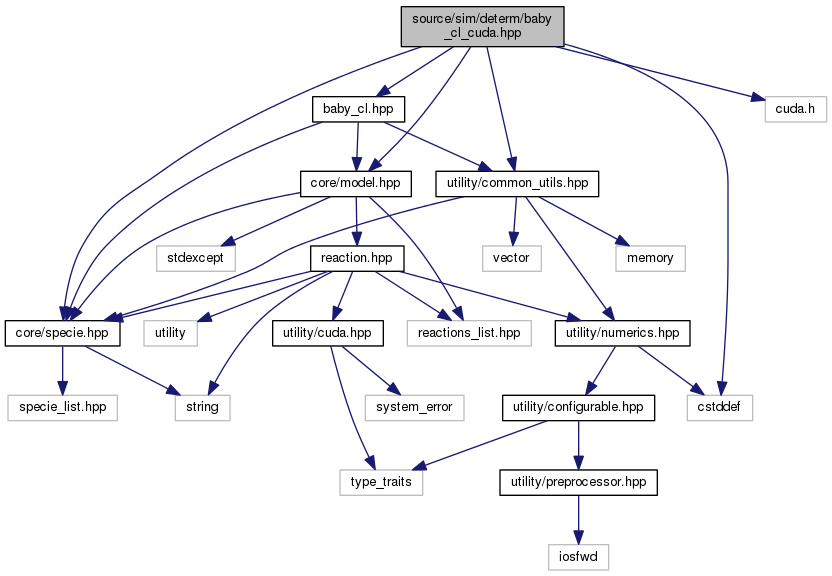 source/sim/determ/baby
_cl_cuda.hpp
baby_cl.hpp
cuda.h
core/model.hpp
utility/common_utils.hpp
stdexcept
reaction.hpp
vector
memory
core/specie.hpp
utility
utility/cuda.hpp
reactions_list.hpp
utility/numerics.hpp
specie_list.hpp
string
system_error
utility/configurable.hpp
cstddef
type_traits
utility/preprocessor.hpp
iosfwd